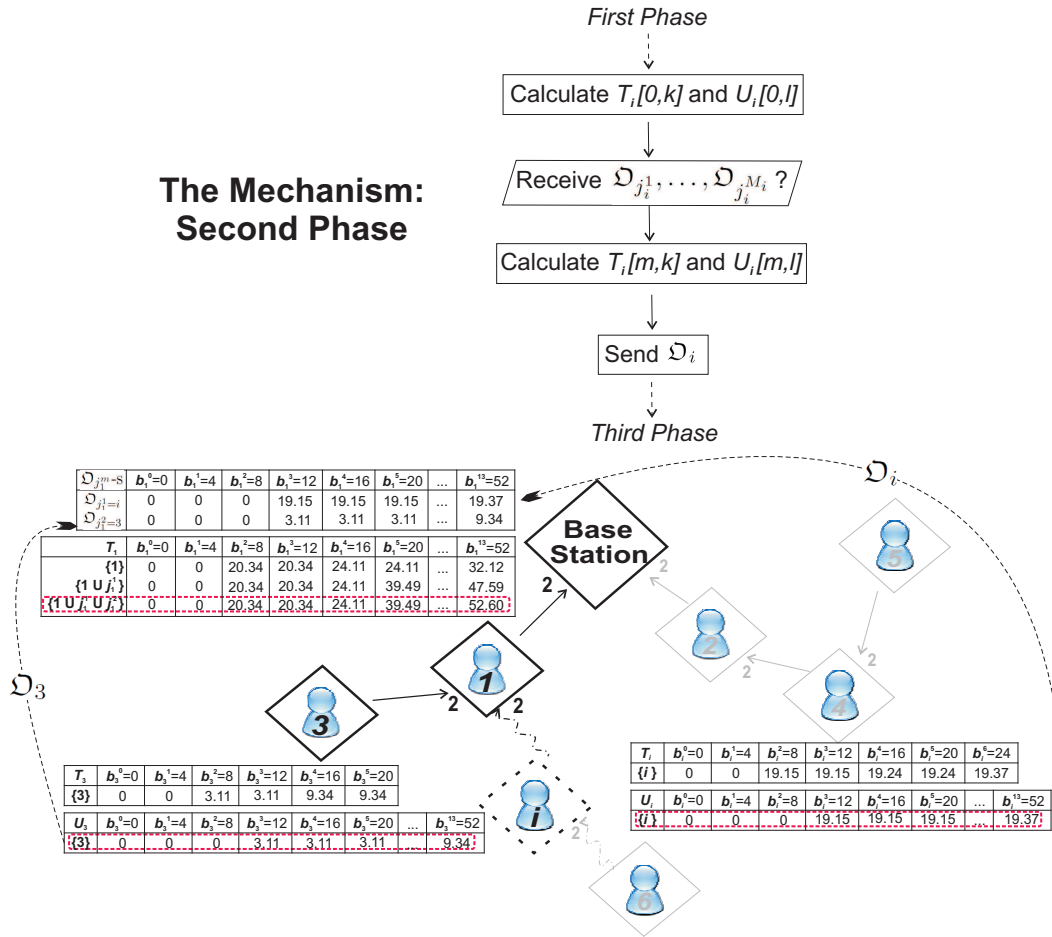 First Phase
Calculate T_i[0,k] and U_i[0,l]
The Mechanism:
Second Phase
Receive 𝔇_{j_i^1}, . . . , 𝔇_{j_i^{M_i}} ?
Calculate T_i[m,k] and U_i[m,l]
Send 𝔇_i
Third Phase
𝔇_i
𝔇_{j_1^m=S} b_1^0=0 b_1^1=4 b_1^2=8 b_1^3=12 b_1^4=16 b_1^5=20 ... b_1^13=52
𝔇_{j_1^1=i} 0 0 0 19.15 19.15 19.15 ... 19.37
𝔇_{j_1^2=3} 0 0 0 3.11 3.11 3.11 ... 9.34
T_1 b_1^0=0 b_1^1=4 b_1^2=8 b_1^3=12 b_1^4=16 b_1^5=20 ... b_1^13=52
{1} 0 0 20.34 20.34 24.11 24.11 ... 32.12
{1 U j_1^1} 0 0 20.34 20.34 24.11 39.49 ... 47.59
{1 U j_1^1 U j_1^2} 0 0 20.34 20.34 24.11 39.49 ... 52.60
Base
Station
2
2
5
2
2
2
4
1
2
2
3
𝔇_3
T_3 b_3^0=0 b_3^1=4 b_3^2=8 b_3^3=12 b_3^4=16 b_3^5=20
{3} 0 0 3.11 3.11 9.34 9.34
U_3 b_3^0=0 b_3^1=4 b_3^2=8 b_3^3=12 b_3^4=16 b_3^5=20 ... b_3^13=52
{3} 0 0 0 3.11 3.11 3.11 ... 9.34
i
2
6
T_i b_i^0=0 b_i^1=4 b_i^2=8 b_i^3=12 b_i^4=16 b_i^5=20 b_i^6=24
{i} 0 0 19.15 19.15 19.24 19.24 19.37
U_i b_i^0=0 b_i^1=4 b_i^2=8 b_i^3=12 b_i^4=16 b_i^5=20 ... b_i^13=52
{i} 0 0 0 19.15 19.15 19.15 ... 19.37